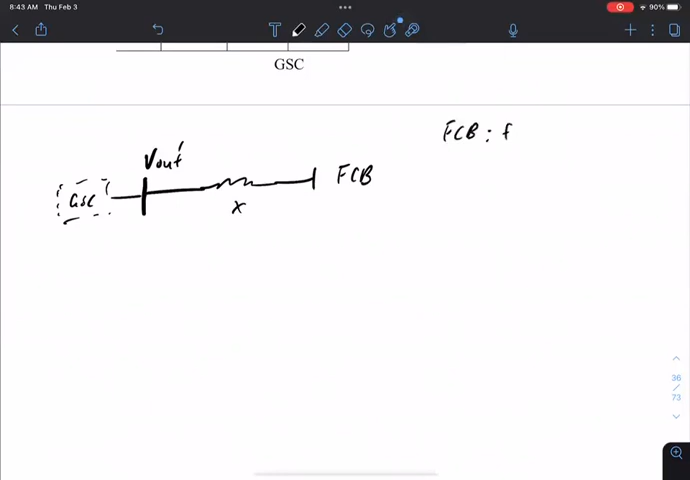 8:43 AM Thu Feb 3
90%
GSC
FCB : f
Vout'
GSC
FCB
x
36
/
73